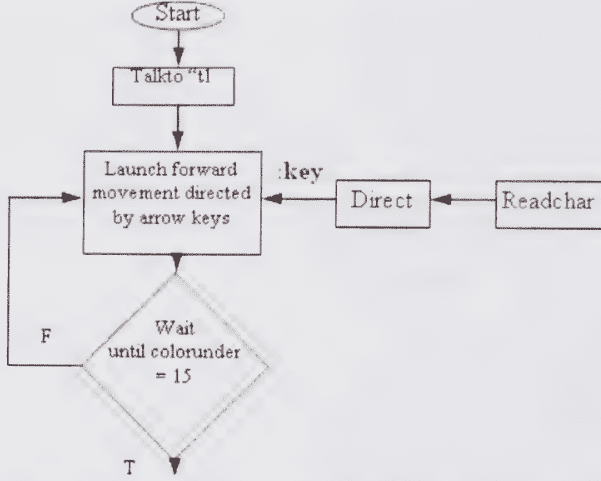 Start
Talkto "t1
Launch forward
movement directed
by arrow keys
:key
Direct
Readchar
F
Wait
until colorunder
= 15
T